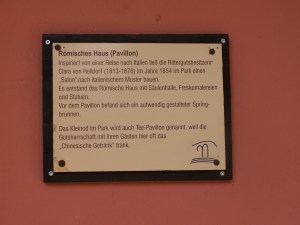 Römisches Haus (Pavillon)
Inspiriert von einer Reise nach Italien ließ die Rittergutsbesitzerin
Clara von Helldorf (1813-1876) im Jahre 1854 im Park einen
„Salon" nach italienischem Muster bauen.
Es entstand das Römische Haus mit Säulenhalle, Freskomalereien
und Statuen.
Vor dem Pavillon befand sich ein aufwendig gestalteter Spring-
brunnen.
Das Kleinod im Park wird auch Tee-Pavillon genannt, weil die
Gutsherrschaft mit ihren Gästen hier oft das
„Chinesische Getränk" trank.